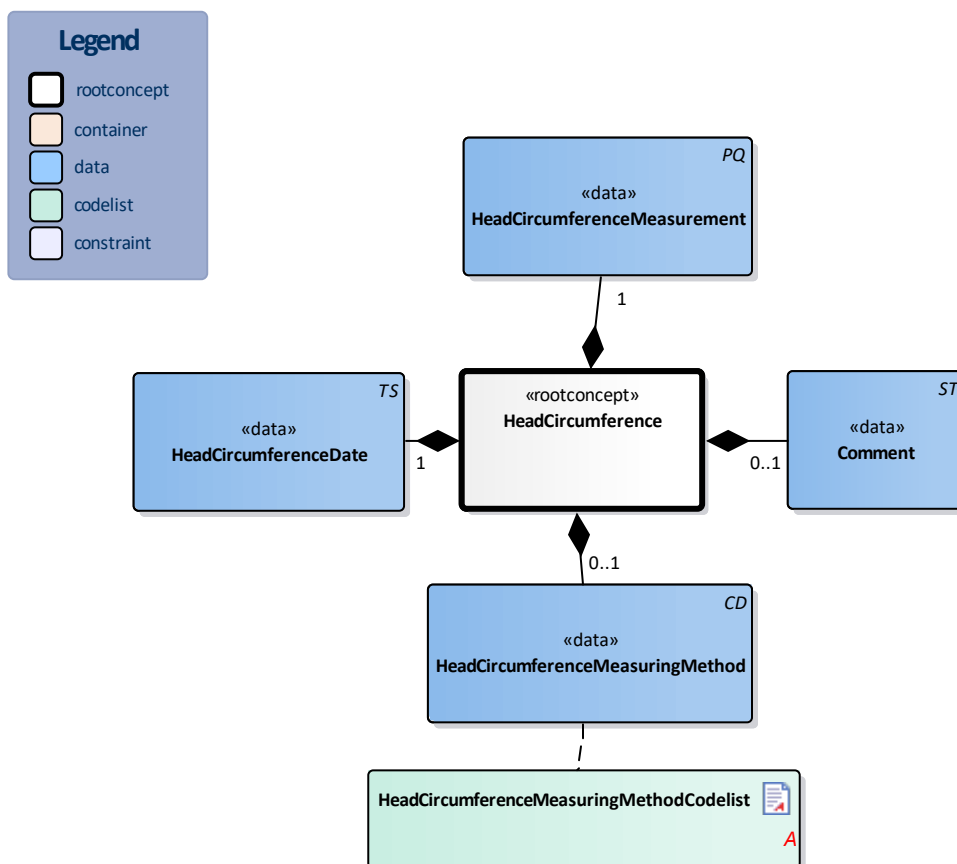 Legend
rootconcept
container
data
codelist
constraint
PQ
«data»
HeadCircumferenceMeasurement
1
TS
«data»
HeadCircumferenceDate
1
«rootconcept»
HeadCircumference
ST
«data»
Comment
0..1
0..1
CD
«data»
HeadCircumferenceMeasuringMethod
HeadCircumferenceMeasuringMethodCodelist
A